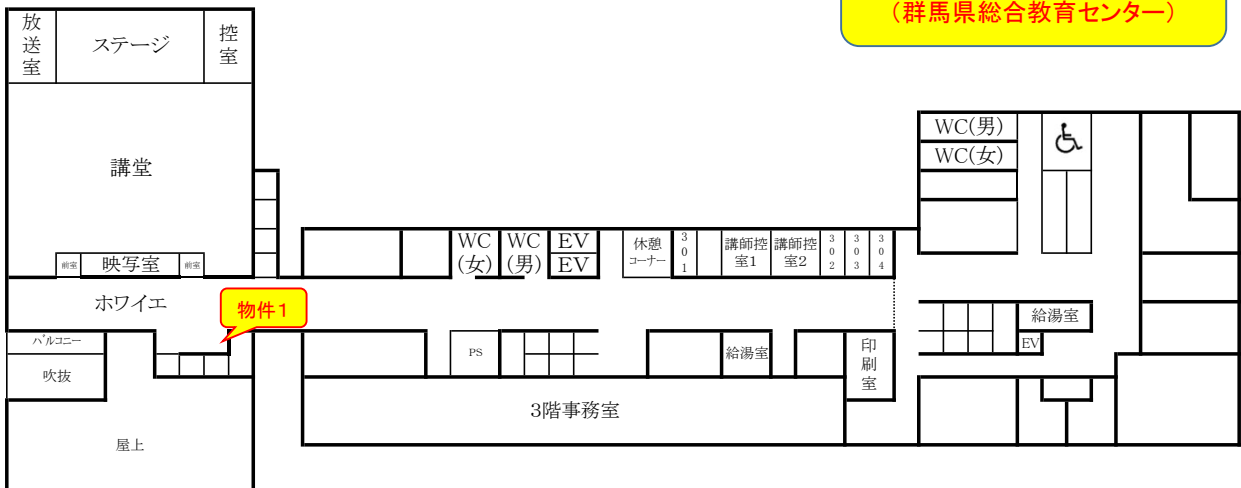 (群馬県総合教育センター)
放送室
ステージ
控室
講堂
前室
映写室
前室
ホワイエ
物件1
バルコニー
吹抜
屋上
WC
(女)
WC
(男)
EV
EV
休憩
コーナー
301
講師控
室1
講師控
室2
302
303
304
WC(男)
WC(女)
PS
給湯室
印刷室
給湯室
EV
3階事務室